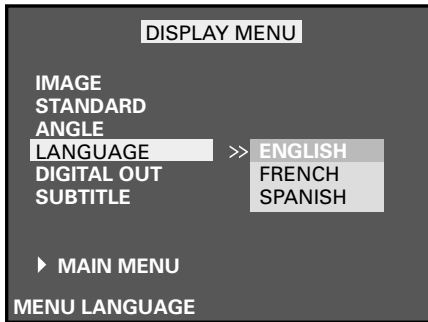 DISPLAY MENU
IMAGE
STANDARD
ANGLE
LANGUAGE >> ENGLISH
DIGITAL OUT FRENCH
SUBTITLE SPANISH
MAIN MENU
MENU LANGUAGE